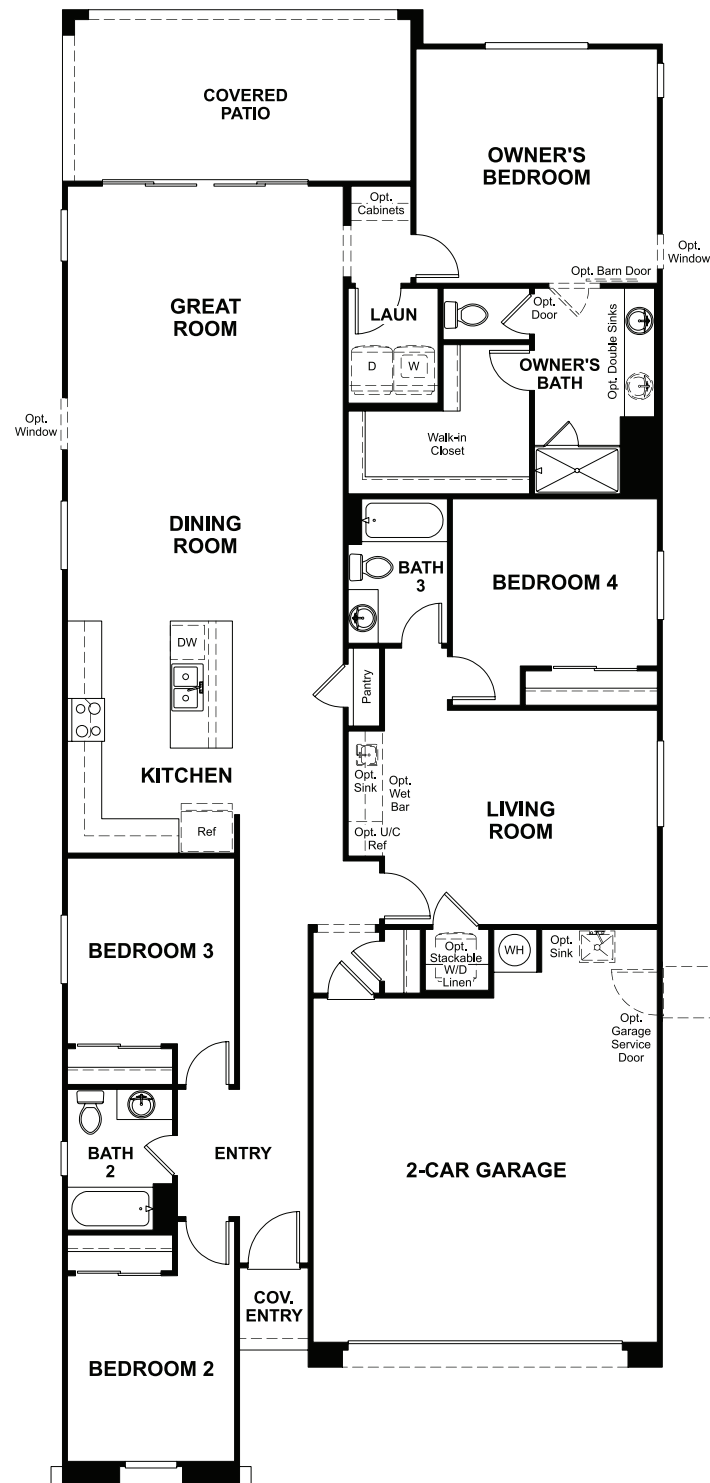 COVERED
PATIO
OWNER'S
BEDROOM
Opt.
Cabinets
Opt.
Window
Opt. Barn Door
GREAT
ROOM
LAUN
Opt.
Door
Opt. Double Sinks
D
W
OWNER'S
BATH
Opt.
Window
Walk-in
Closet
DINING
ROOM
BATH
3
BEDROOM 4
DW
Pantry
KITCHEN
Opt.
Sink
Opt.
Wet
Bar
LIVING
ROOM
Ref
Opt. U/C
Ref
BEDROOM 3
Opt.
Stackable
W/D
Linen
WH
Opt.
Sink
Opt.
Garage
Service
Door
BATH
2
ENTRY
2-CAR GARAGE
COV.
ENTRY
BEDROOM 2